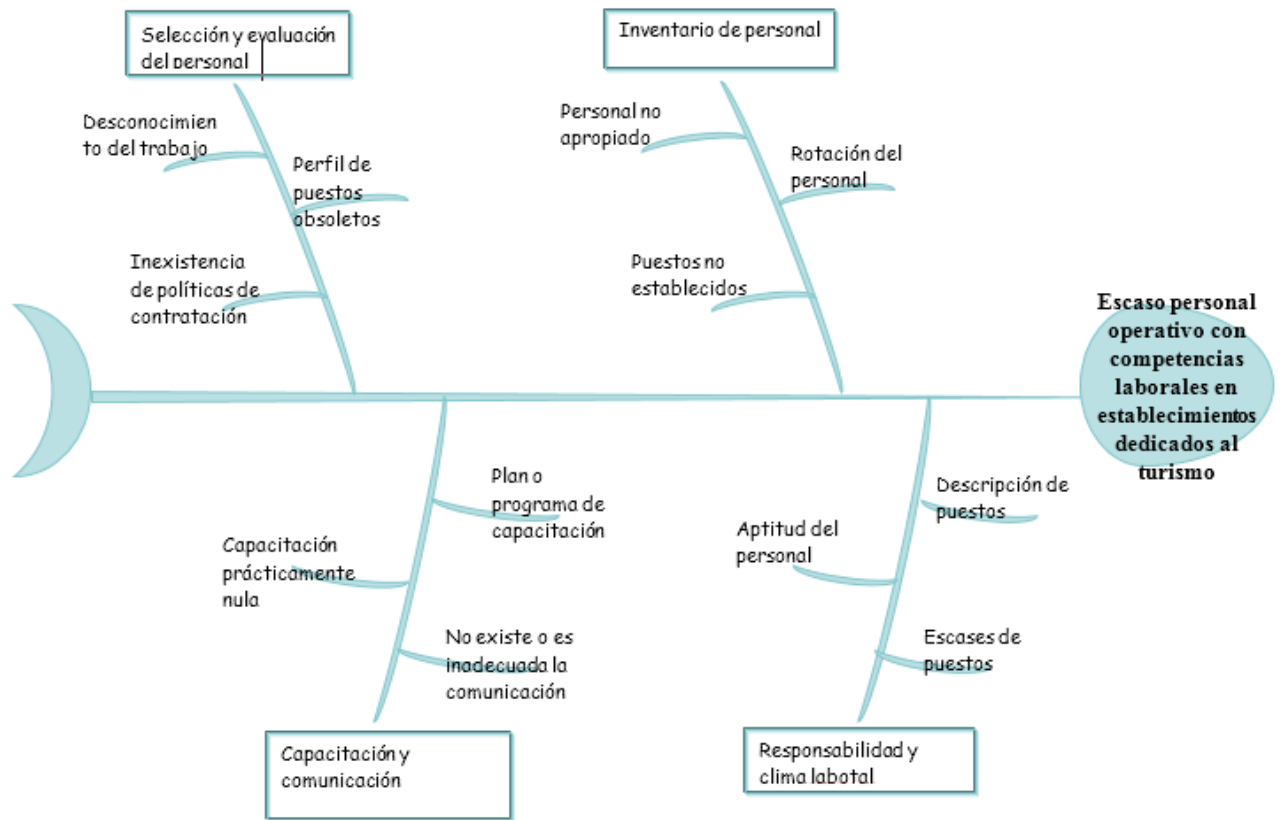 Selección y evaluación
del personal
Inventario de personal
Desconocimien
to del trabajo
Perfil de
puestos
obsoletos
Inexistencia
de políticas de
contratación
Personal no
apropiado
Rotación del
personal
Puestos no
establecidos
Escaso personal
operativo con
competencias
laborales en
establecimientos
dedicados al
turismo
Plan o
programa de
capacitación
Capacitación
prácticamente
nula
No existe o es
inadecuada la
comunicación
Descripción de
puestos
Aptitud del
personal
Escases de
puestos
Capacitación y
comunicación
Responsabilidad y
clima labotal